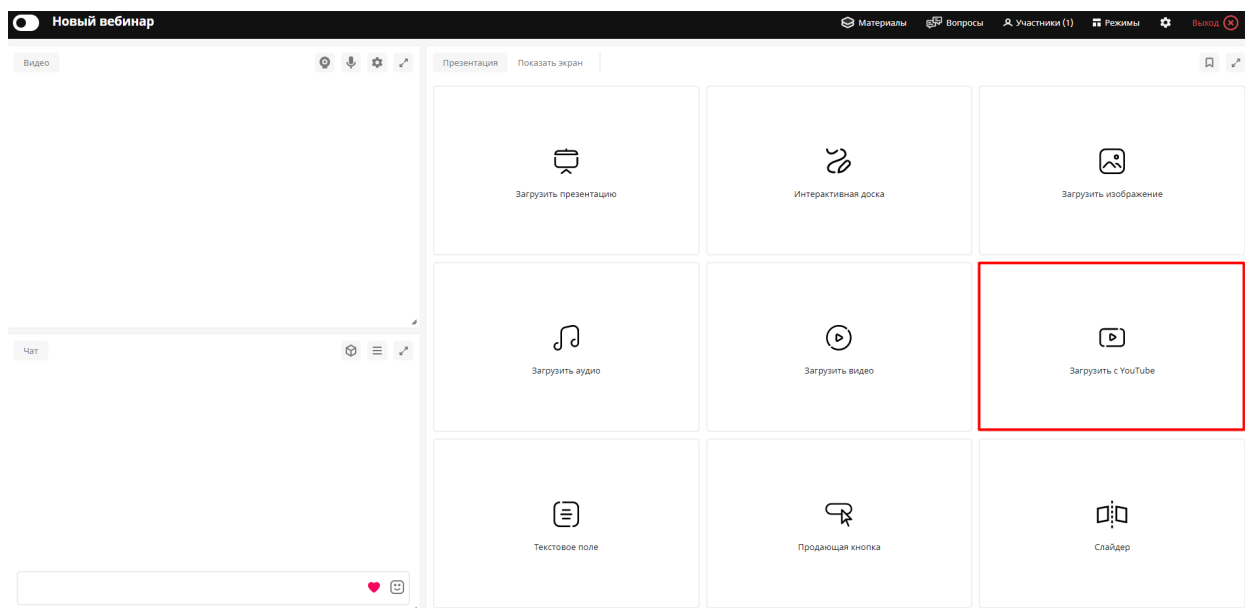 Новый вебинар
Материалы
Вопросы
Участники (1)
Режимы
Выход
Видео
Презентация
Показать экран
Загрузить презентацию
Интерактивная доска
Загрузить изображение
Чат
Загрузить аудио
Загрузить видео
Загрузить с YouTube
Текстовое поле
Продающая кнопка
Слайдер